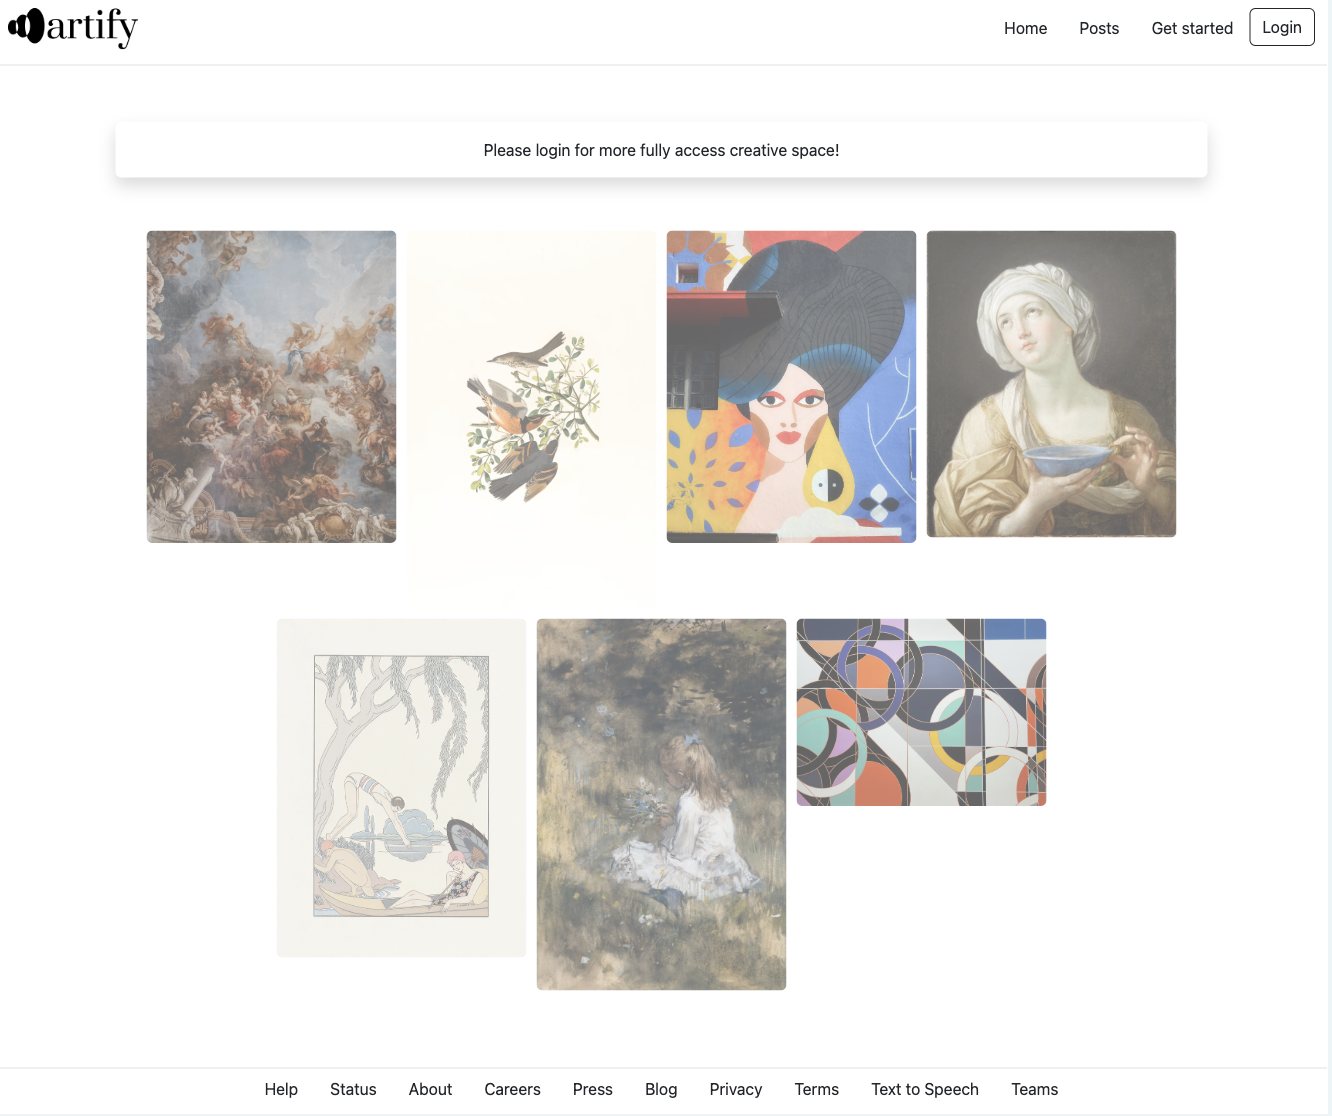 artify
Home Posts Get started Login
Please login for more fully access creative space!
Help Status About Careers Press Blog Privacy Terms Text to Speech Teams